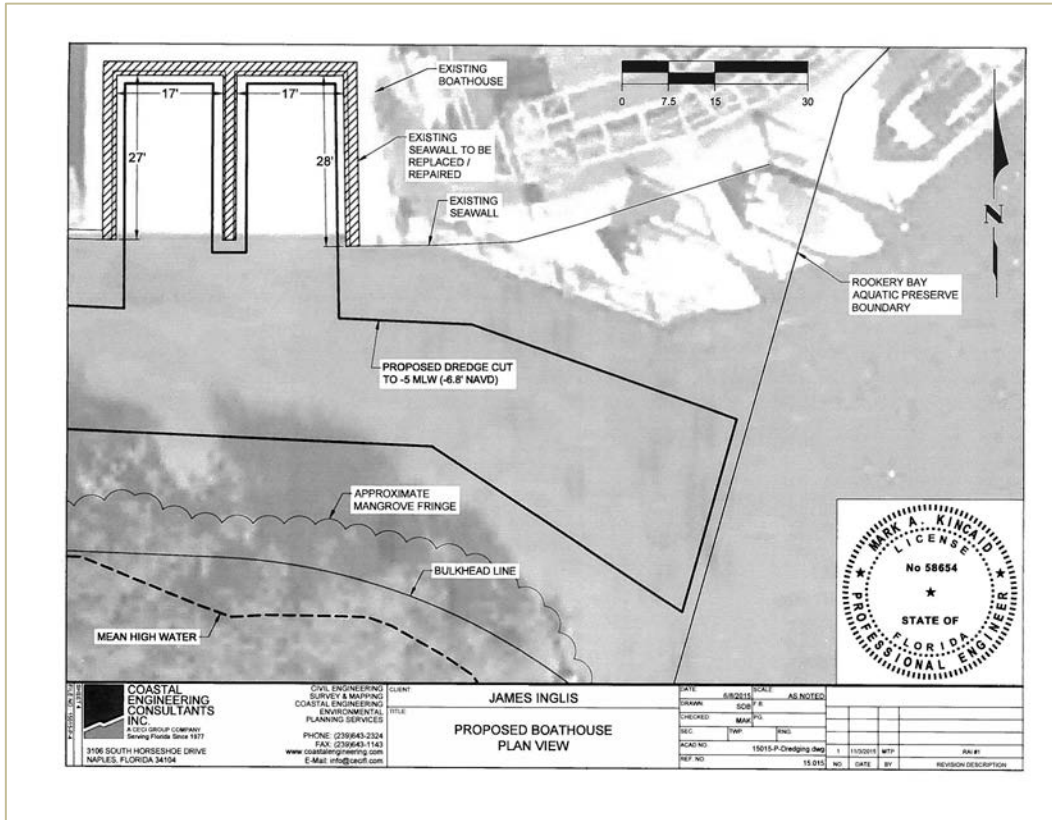 EXISTING
BOATHOUSE
0 7.5 15 30
17' 17'
27'
28'
EXISTING
SEAWALL TO BE
REPLACED /
REPAIRED
EXISTING
SEAWALL
N
ROOKERY BAY
AQUATIC PRESERVE
BOUNDARY
PROPOSED DREDGE CUT
TO -5 MLW (-6.8' NAVD)
APPROXIMATE
MANGROVE FRINGE
BULKHEAD LINE
MEAN HIGH WATER
MARK A. KINCAID
LICENSE
No 58654
STATE OF
FLORIDA
PROFESSIONAL ENGINEER
COASTAL
ENGINEERING
CONSULTANTS
INC.
A CECI GROUP COMPANY
Serving Florida Since 1977
3106 SOUTH HORSESHOE DRIVE
NAPLES, FLORIDA 34104
CIVIL ENGINEERING
SURVEY & MAPPING
COASTAL ENGINEERING
ENVIRONMENTAL
PLANNING SERVICES
PHONE: (239)643-2324
FAX: (239)643-1143
www.coastalengineering.com
E-Mail: info@cecifl.com
CLIENT:
JAMES INGLIS
TITLE:
PROPOSED BOATHOUSE
PLAN VIEW
DATE: 6/8/2015 SCALE: AS NOTED
DRAWN: SDB F.B.
CHECKED: MAK PG.
SEC. TWP. RNG.
ACAD NO. 15015-P-Dredging.dwg
REF. NO. 15.015
1 11/3/2015 MTP RAI #1
NO DATE BY REVISION DESCRIPTION